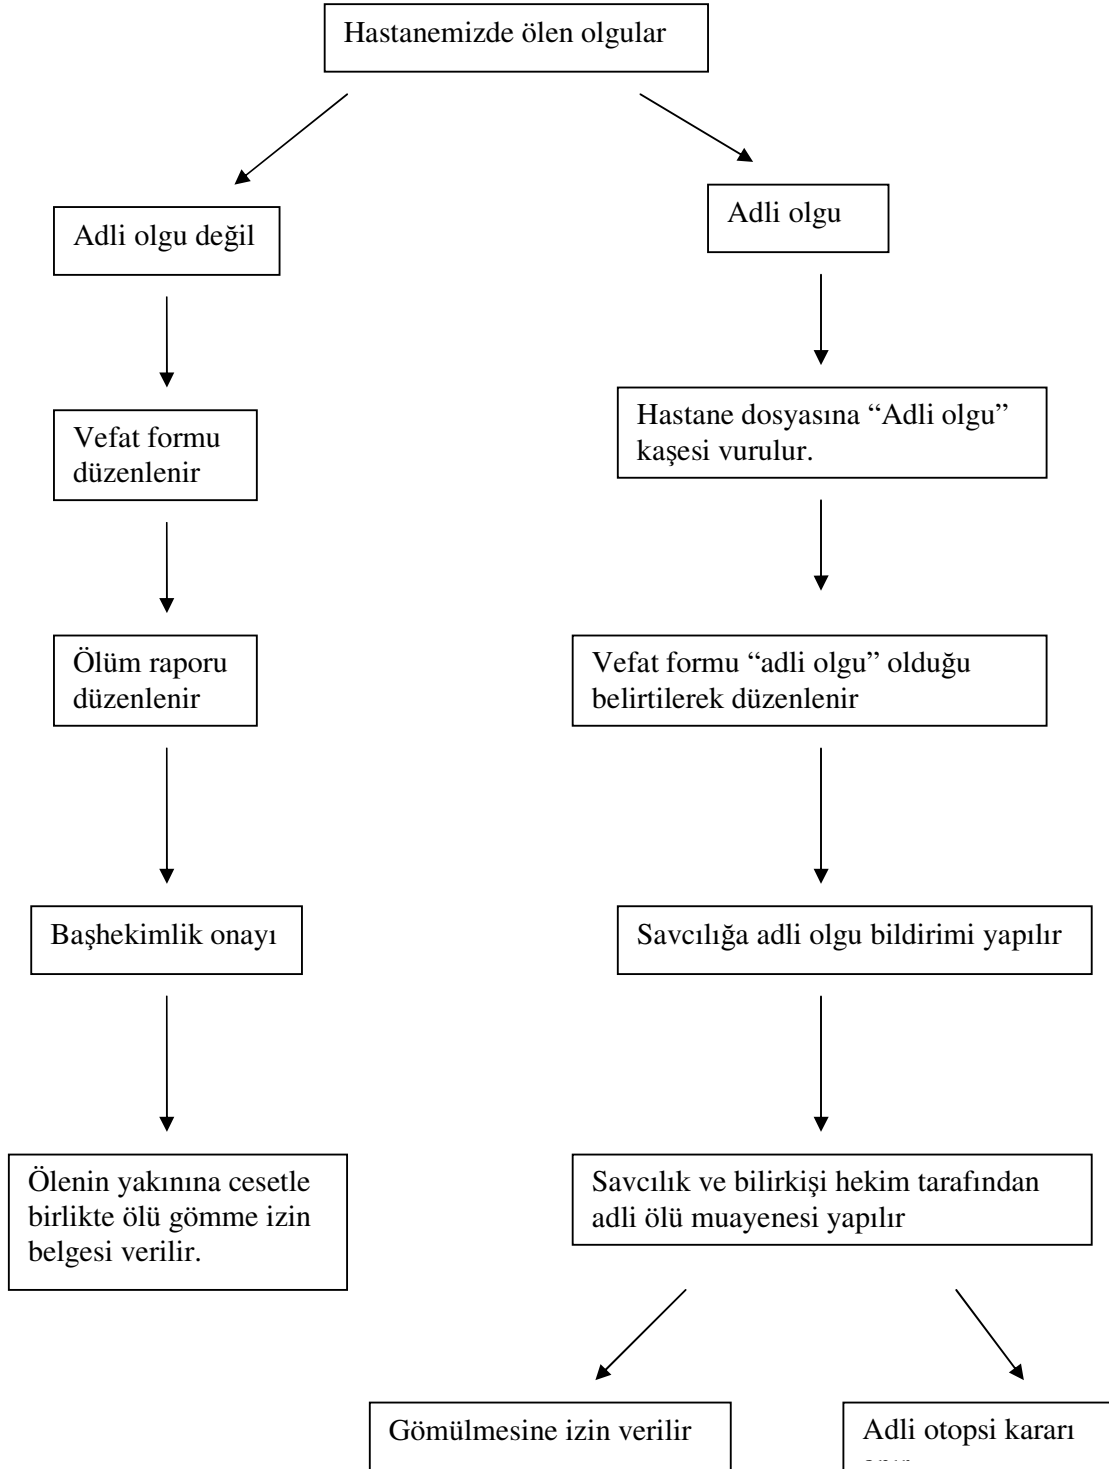 Hastanemizde ölen olgular
Adli olgu değil
Adli olgu
Vefat formu
düzenlenir
Hastane dosyasına “Adli olgu”
kaşesi vurulur.
Ölüm raporu
düzenlenir
Vefat formu “adli olgu” olduğu
belirtilerek düzenlenir
Başhekimlik onayı
Savcılığa adli olgu bildirimi yapılır
Ölenin yakınına cesetle
birlikte ölü gömme izin
belgesi verilir.
Savcılık ve bilirkişi hekim tarafından
adli ölü muayenesi yapılır
Gömülmesine izin verilir
Adli otopsi kararı